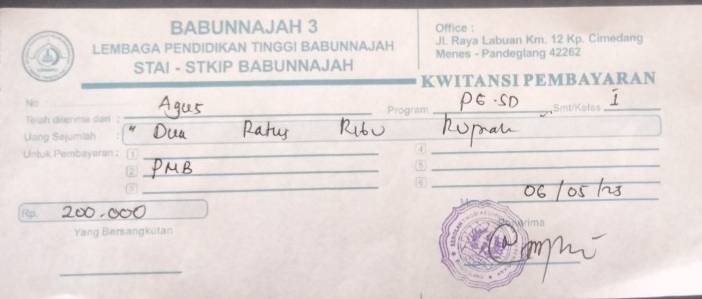 BABUNNAJAH 3
LEMBAGA PENDIDIKAN TINGGI BABUNNAJAH
STAI - STKIP BABUNNAJAH
Office :
Jl. Raya Labuan Km. 12 Kp. Cimedang
Menes - Pandeglang 42262
KWITANSI PEMBAYARAN
No
Telah diterima dari : Agus Program PG-SD Smt/Kelas I
Uang Sejumlah : " Dua Ratus Ribu Rupiah
Untuk Pembayaran : 1 4
2 PMB 5
3 6
06/05/23
Rp. 200.000
Yang Bersangkutan
Penerima